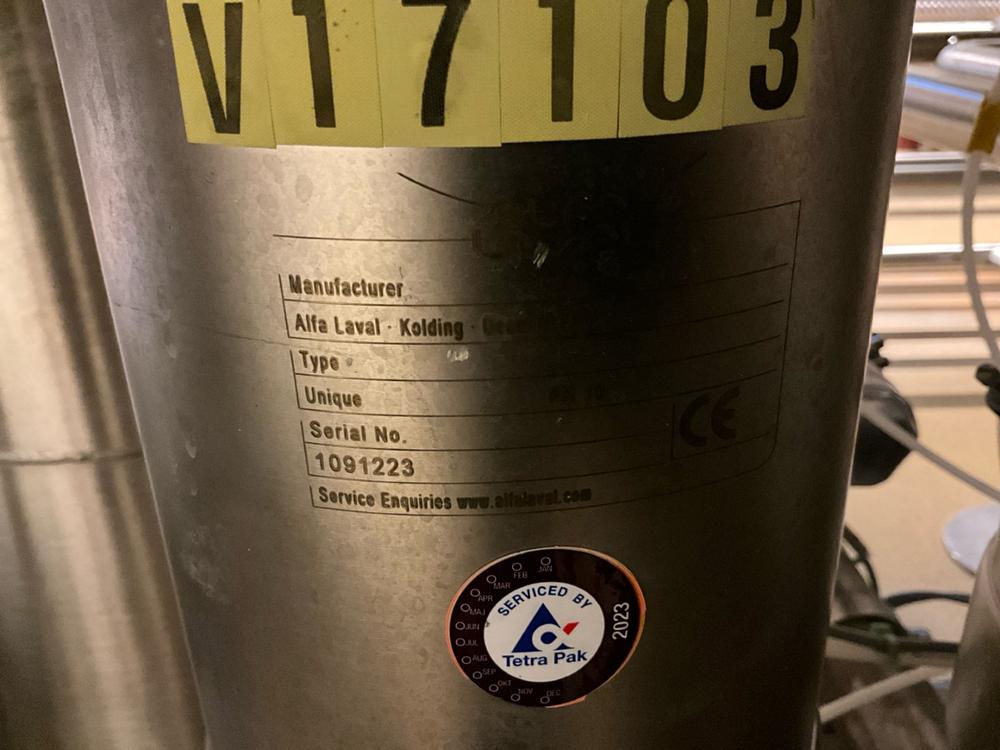 V17103
Manufacturer
Alfa Laval · Kolding ·
Type
Unique
CE
Serial No.
1091223
Service Enquiries www.alfalaval.com
SERVICED BY
Tetra Pak
2023
JAN
FEB
MAR
APR
MAJ
JUN
JUL
AUG
SEP
OKT
NOV
DEC